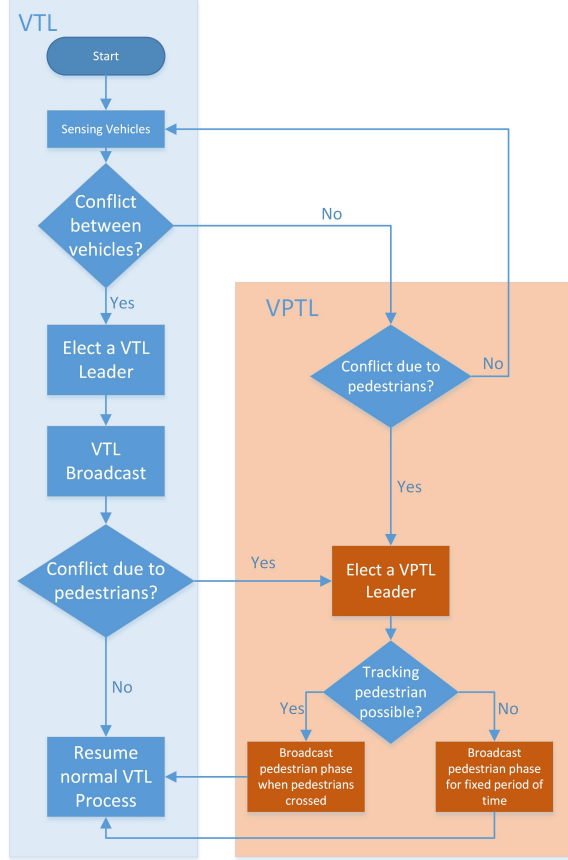 VTL
Start
Sensing Vehicles
Conflict
between
vehicles?
No
Yes
VPTL
Elect a VTL
Leader
Conflict due to
pedestrians?
No
VTL
Broadcast
Yes
Conflict due to
pedestrians?
Yes
Elect a VPTL
Leader
No
Tracking
pedestrian
possible?
Yes
No
Resume
normal VTL
Process
Broadcast
pedestrian phase
when pedestrians
crossed
Broadcast
pedestrian phase
for fixed period of
time